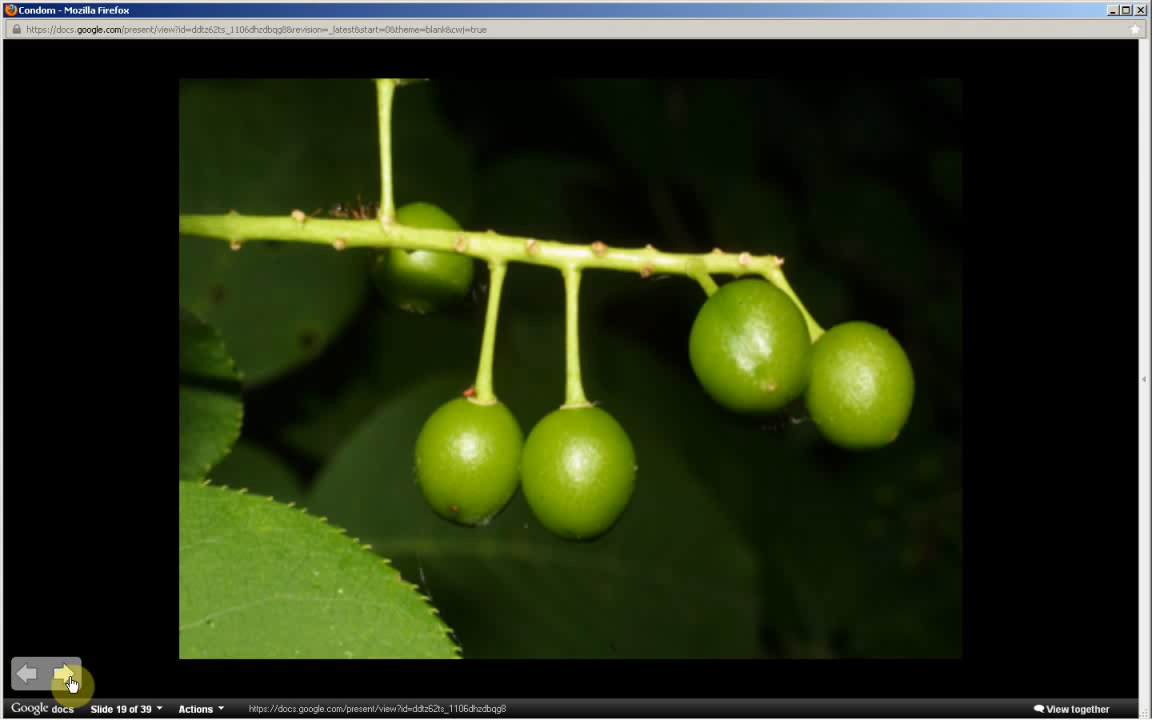 Condom - Mozilla Firefox
https://docs.google.com/present/view?id=ddtz62ts_1106dhzdbqg8&revision=_latest&start=0&theme=blank&cwj=true
Google docs Slide 19 of 39 Actions https://docs.google.com/present/view?id=ddtz62ts_1106dhzdbqg8 View together